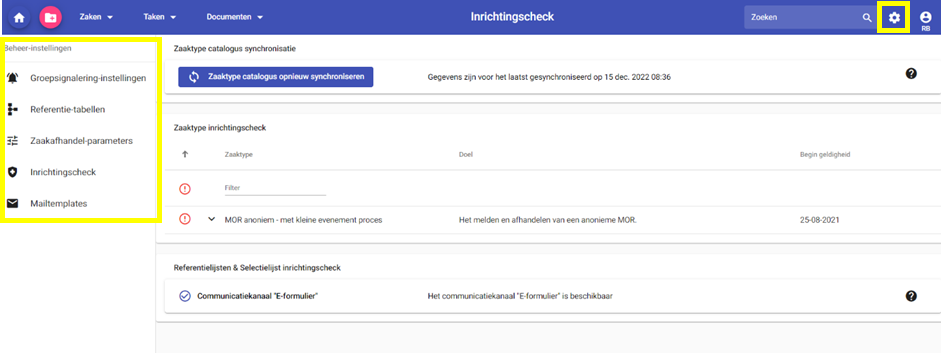 Zaken
Taken
Documenten
Inrichtingscheck
Zoeken
RB
Beheer-instellingen
Groepsignalering-instellingen
Referentie-tabellen
Zaakafhandel-parameters
Inrichtingscheck
Mailtemplates
Zaaktype catalogus synchronisatie
Zaaktype catalogus opnieuw synchroniseren
Gegevens zijn voor het laatst gesynchroniseerd op 15 dec. 2022 08:36
Zaaktype inrichtingscheck
Zaaktype
Doel
Begin geldigheid
Filter
MOR anoniem - met kleine evenement proces
Het melden en afhandelen van een anonieme MOR.
25-08-2021
Referentielijsten & Selectielijst inrichtingscheck
Communicatiekanaal "E-formulier"
Het communicatiekanaal "E-formulier" is beschikbaar